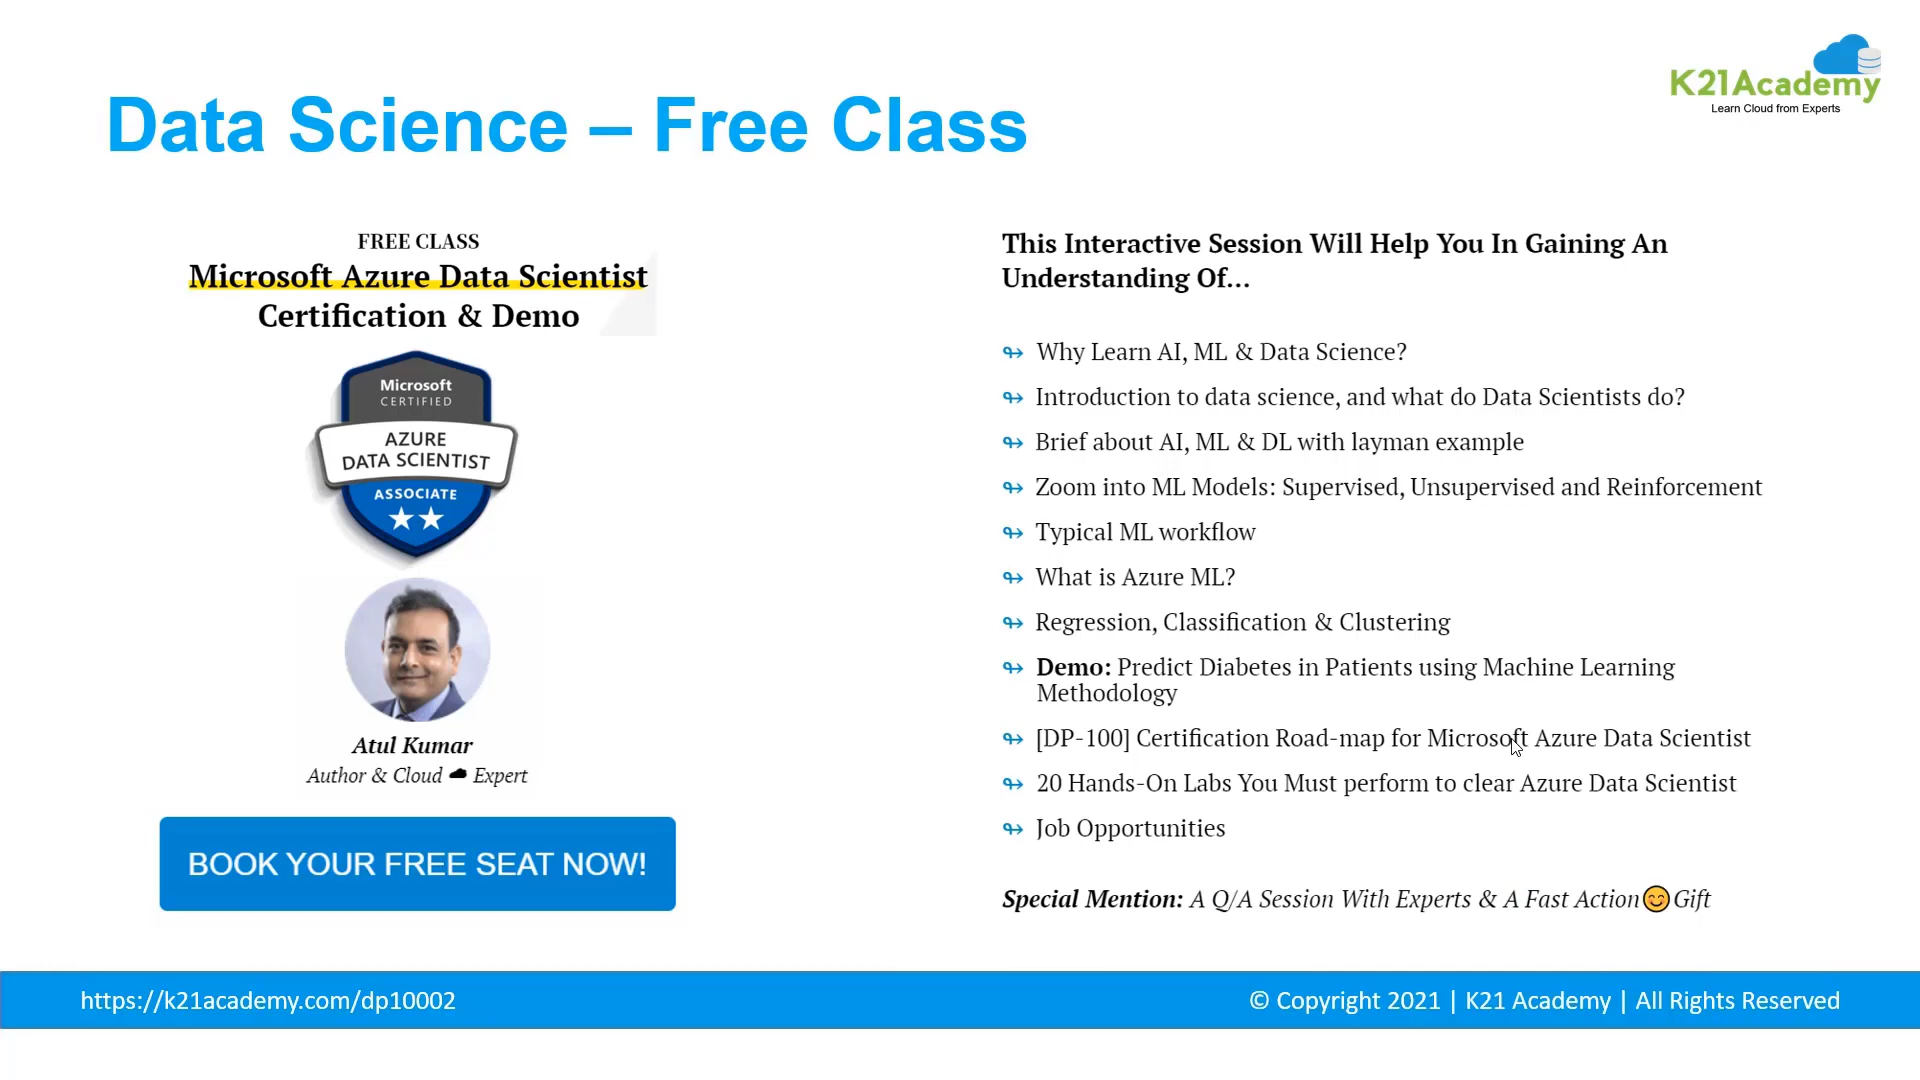 K21Academy
Learn Cloud from Experts
Data Science – Free Class
FREE CLASS
Microsoft Azure Data Scientist
Certification & Demo
Microsoft
CERTIFIED
AZURE
DATA SCIENTIST
ASSOCIATE
Atul Kumar
Author & Cloud ☁ Expert
BOOK YOUR FREE SEAT NOW!
This Interactive Session Will Help You In Gaining An
Understanding Of...
Why Learn AI, ML & Data Science?
Introduction to data science, and what do Data Scientists do?
Brief about AI, ML & DL with layman example
Zoom into ML Models: Supervised, Unsupervised and Reinforcement
Typical ML workflow
What is Azure ML?
Regression, Classification & Clustering
Demo: Predict Diabetes in Patients using Machine Learning
Methodology
[DP-100] Certification Road-map for Microsoft Azure Data Scientist
20 Hands-On Labs You Must perform to clear Azure Data Scientist
Job Opportunities
Special Mention: A Q/A Session With Experts & A Fast Action😊Gift
https://k21academy.com/dp10002
© Copyright 2021 | K21 Academy | All Rights Reserved